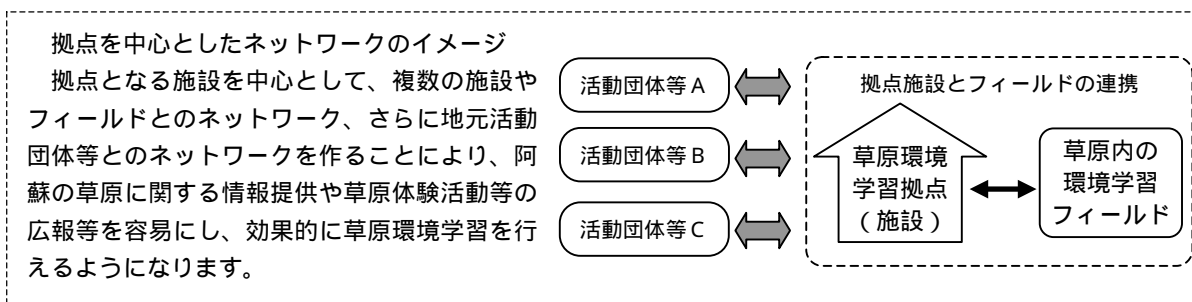 拠点を中心としたネットワークのイメージ
拠点となる施設を中心として、複数の施設や
フィールドとのネットワーク、さらに地元活動
団体等とのネットワークを作ることにより、阿
蘇の草原に関する情報提供や草原体験活動等の
広報等を容易にし、効果的に草原環境学習を行
えるようになります。
活動団体等A
活動団体等B
活動団体等C
拠点施設とフィールドの連携
草原環境
学習拠点
(施設)
草原内の
環境学習
フィールド